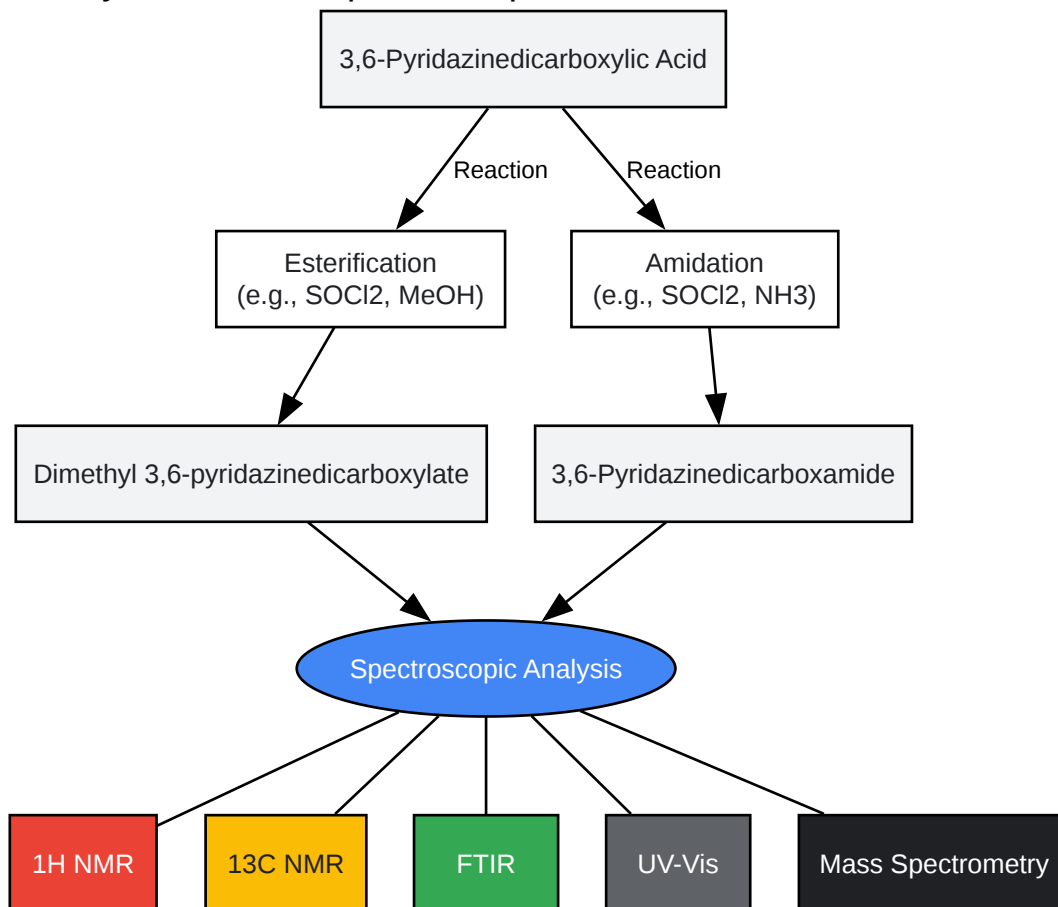 3,6-Pyridazinedicarboxylic Acid
Reaction
Reaction
Esterification
(e.g., SOCl2, MeOH)
Amidation
(e.g., SOCl2, NH3)
Dimethyl 3,6-pyridazinedicarboxylate
3,6-Pyridazinedicarboxamide
Spectroscopic Analysis
1H NMR
13C NMR
FTIR
UV-Vis
Mass Spectrometry